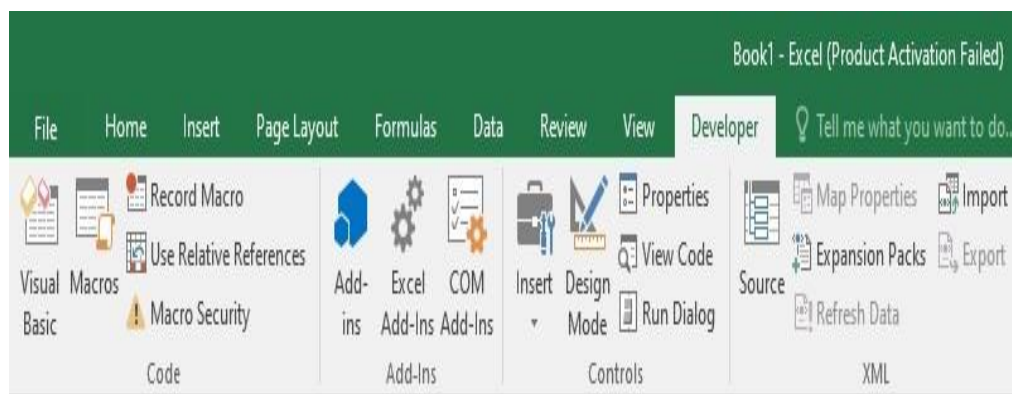 Book1 - Excel (Product Activation Failed)
File Home Insert Page Layout Formulas Data Review View Developer Tell me what you want to do..
Visual Basic
Macros
Record Macro
Use Relative References
Macro Security
Code
Add-
ins
Excel
Add-Ins
COM
Add-Ins
Add-Ins
Insert
Design
Mode
Properties
View Code
Run Dialog
Controls
Source
Map Properties
Expansion Packs
Refresh Data
Import
Export
XML